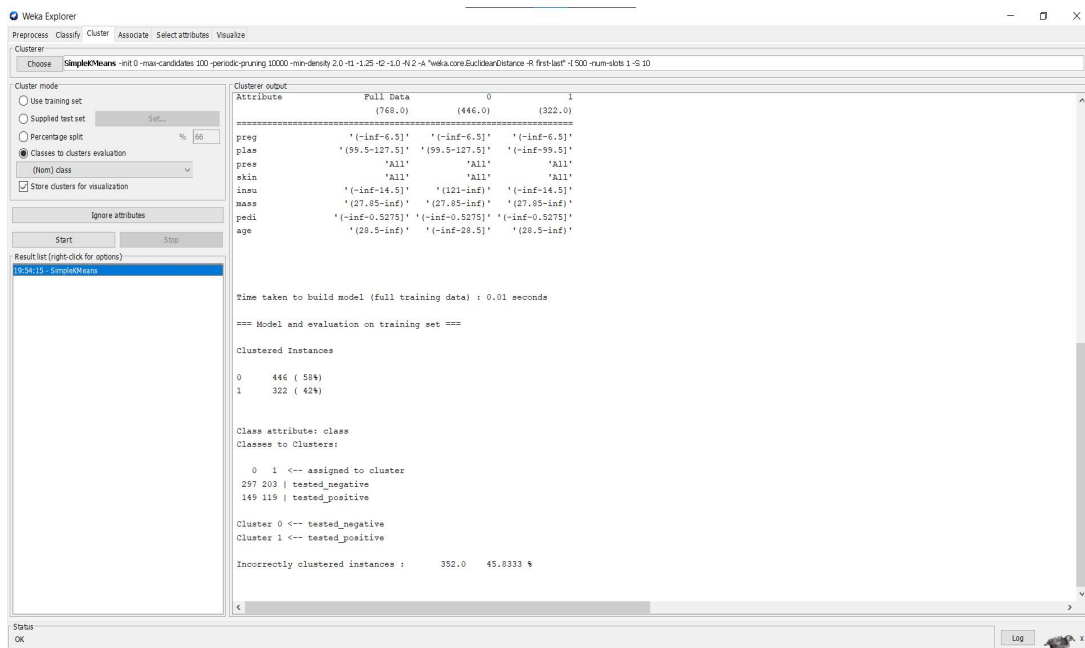 Weka Explorer
Preprocess Classify Cluster Associate Select attributes Visualize
Clusterer
Choose SimpleKMeans -init 0 -max-candidates 100 -periodic-pruning 10000 -min-density 2.0 -t1 -1.25 -t2 -1.0 -N 2 -A "weka.core.EuclideanDistance -R first-last" -I 500 -num-slots 1 -S 10
Cluster mode
Use training set
Supplied test set Set...
Percentage split % 66
Classes to clusters evaluation
(Nom) class
Store clusters for visualization
Ignore attributes
Start Stop
Result list (right-click for options)
19:54:15 - SimpleKMeans
Clusterer output
Attribute Full Data 0 1
(768.0) (446.0) (322.0)
======================================================================
preg '(-inf-6.5]' '(-inf-6.5]' '(-inf-6.5]'
plas '(99.5-127.5]' '(99.5-127.5]' '(-inf-99.5]'
pres 'All' 'All' 'All'
skin 'All' 'All' 'All'
insu '(-inf-14.5]' '(121-inf)' '(-inf-14.5]'
mass '(27.85-inf)' '(27.85-inf)' '(27.85-inf)'
pedi '(-inf-0.5275]' '(-inf-0.5275]' '(-inf-0.5275]'
age '(28.5-inf)' '(-inf-28.5]' '(28.5-inf)'
Time taken to build model (full training data) : 0.01 seconds
=== Model and evaluation on training set ===
Clustered Instances
0 446 ( 58%)
1 322 ( 42%)
Class attribute: class
Classes to Clusters:
0 1 <-- assigned to cluster
297 203 | tested_negative
149 119 | tested_positive
Cluster 0 <-- tested_negative
Cluster 1 <-- tested_positive
Incorrectly clustered instances : 352.0 45.8333 %
Status
OK
Log
x